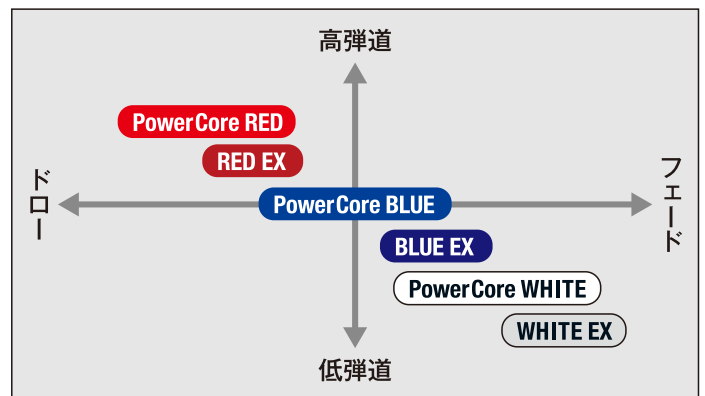 高弾道
PowerCore RED
RED EX
ドロー
PowerCore BLUE
フェード
BLUE EX
PowerCore WHITE
WHITE EX
低弾道